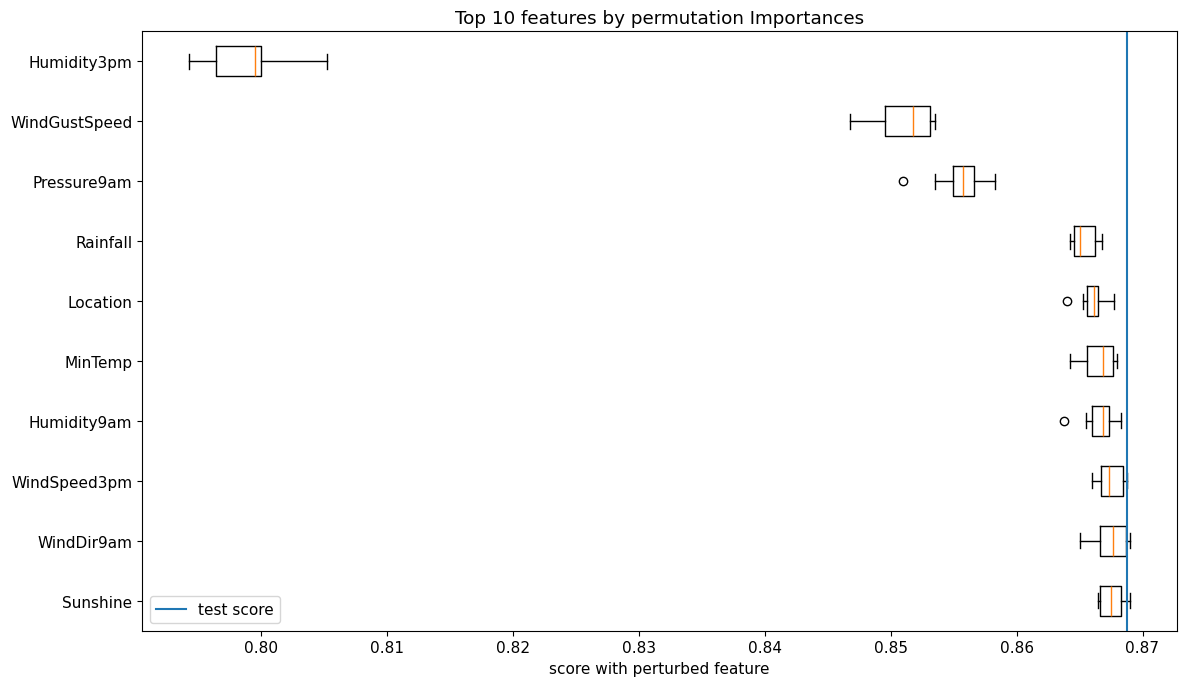 Top 10 features by permutation Importances
Humidity3pm
WindGustSpeed
Pressure9am
Rainfall
Location
MinTemp
Humidity9am
WindSpeed3pm
WindDir9am
Sunshine
test score
0.80 0.81 0.82 0.83 0.84 0.85 0.86 0.87
score with perturbed feature